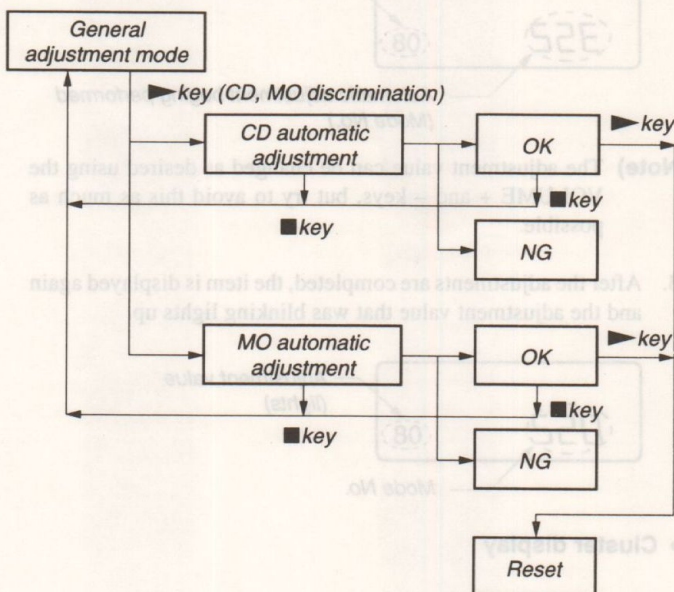 General
adjustment mode
▶key (CD, MO discrimination)
CD automatic
adjustment
OK
▶key
Note) The adjustment value can be changed as desired using the
VOLUME + and – keys, but try to avoid this as much as
possible.
■key
■key
NG
After the adjustments are completed, the item is displayed again
and the adjustment value that was blinking lights up.
MO automatic
adjustment
OK
▶key
value
(lights)
■key
■key
08
NG
Mode No.
Cluster display
Reset